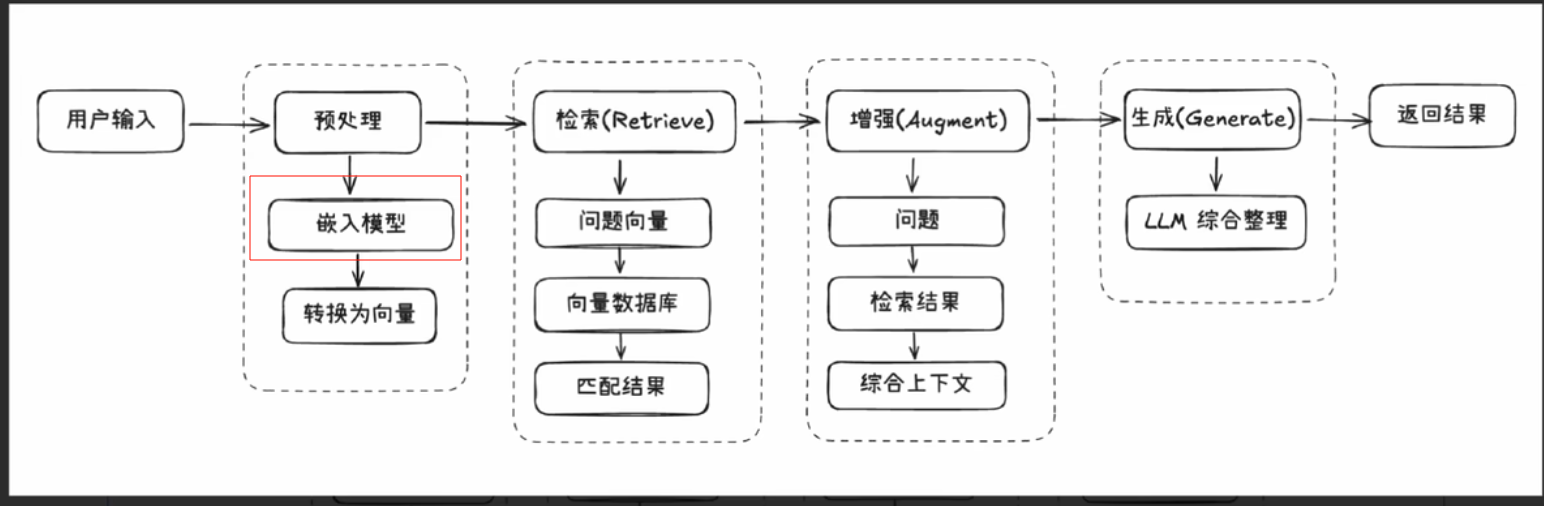 用户输入
预处理
嵌入模型
转换为向量
检索(Retrieve)
问题向量
向量数据库
匹配结果
增强(Augment)
问题
检索结果
综合上下文
生成(Generate)
LLM 综合整理
返回结果